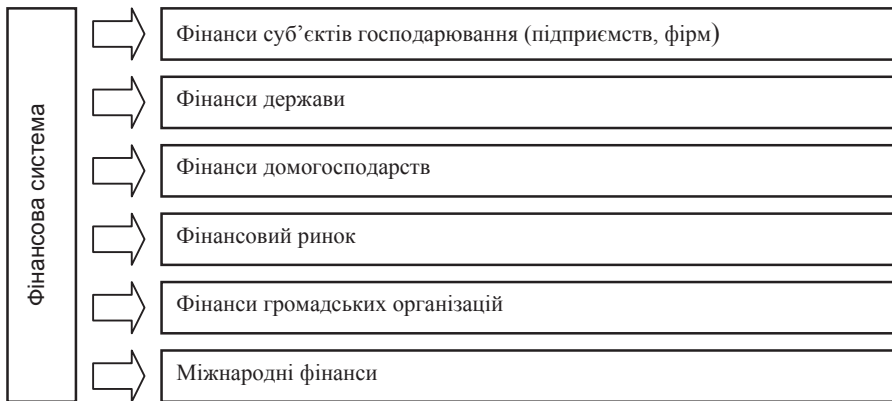 Фінансова система
Фінанси суб’єктів господарювання (підприємств, фірм)
Фінанси держави
Фінанси домогосподарств
Фінансовий ринок
Фінанси громадських організацій
Міжнародні фінанси